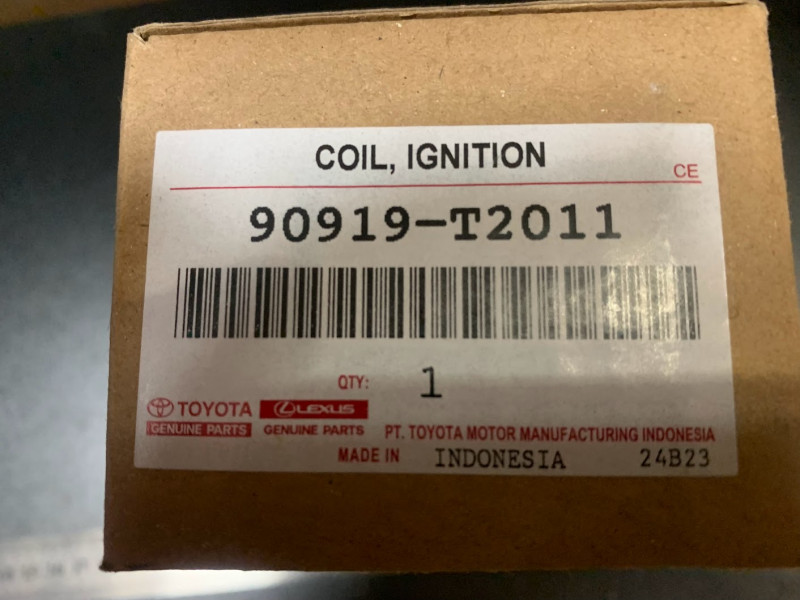 COIL, IGNITION
CE
90919-T2011
QTY: 1
TOYOTA LEXUS
GENUINE PARTS GENUINE PARTS PT. TOYOTA MOTOR MANUFACTURING INDONESIA
MADE IN INDONESIA 24B23